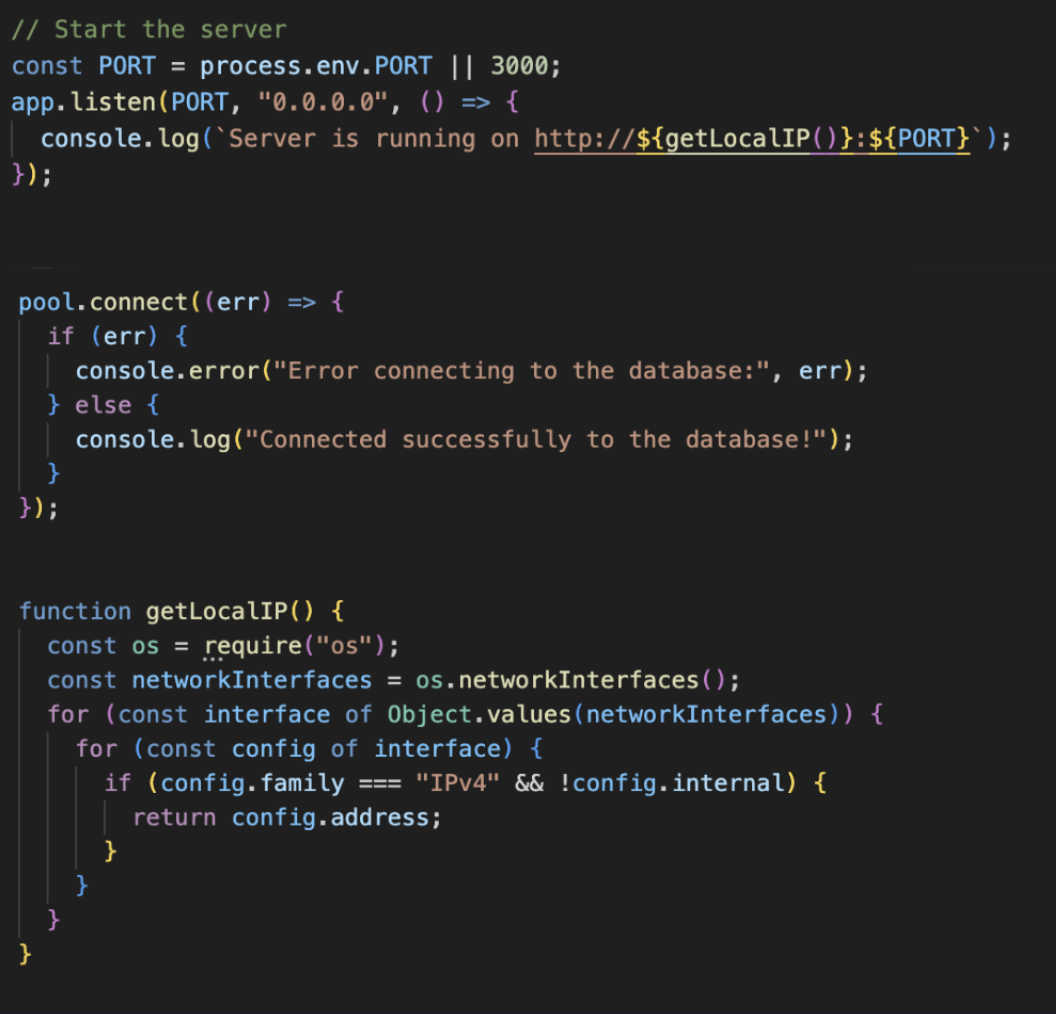 // Start the server
const PORT = process.env.PORT || 3000;
app.listen(PORT, "0.0.0.0", () => {
  console.log(`Server is running on http://${getLocalIP()}:${PORT}`);
});
pool.connect((err) => {
  if (err) {
    console.error("Error connecting to the database:", err);
  } else {
    console.log("Connected successfully to the database!");
  }
});
function getLocalIP() {
  const os = require("os");
  const networkInterfaces = os.networkInterfaces();
  for (const interface of Object.values(networkInterfaces)) {
    for (const config of interface) {
      if (config.family === "IPv4" && !config.internal) {
        return config.address;
      }
    }
  }
}